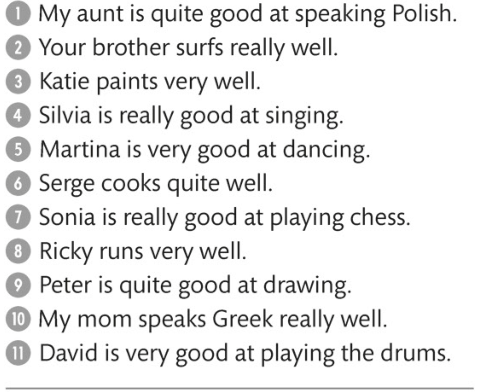 1 My aunt is quite good at speaking Polish.
2 Your brother surfs really well.
3 Katie paints very well.
4 Silvia is really good at singing.
5 Martina is very good at dancing.
6 Serge cooks quite well.
7 Sonia is really good at playing chess.
8 Ricky runs very well.
9 Peter is quite good at drawing.
10 My mom speaks Greek really well.
11 David is very good at playing the drums.